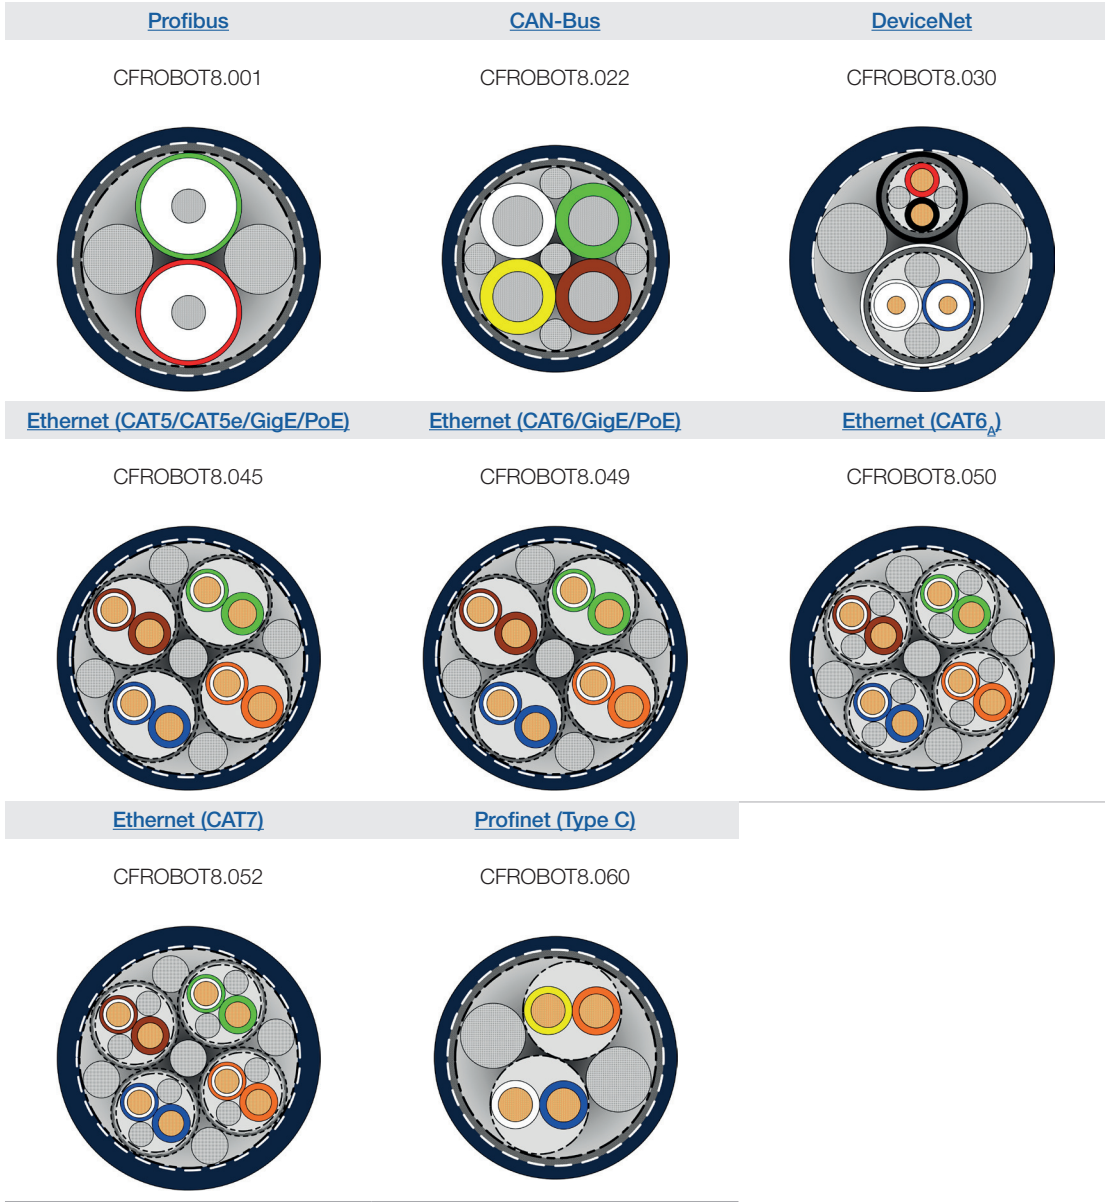 Profibus
CAN-Bus
DeviceNet
CFROBOT8.001
CFROBOT8.022
CFROBOT8.030
Ethernet (CAT5/CAT5e/GigE/PoE)
Ethernet (CAT6/GigE/PoE)
Ethernet (CAT6A)
CFROBOT8.045
CFROBOT8.049
CFROBOT8.050
Ethernet (CAT7)
Profinet (Type C)
CFROBOT8.052
CFROBOT8.060